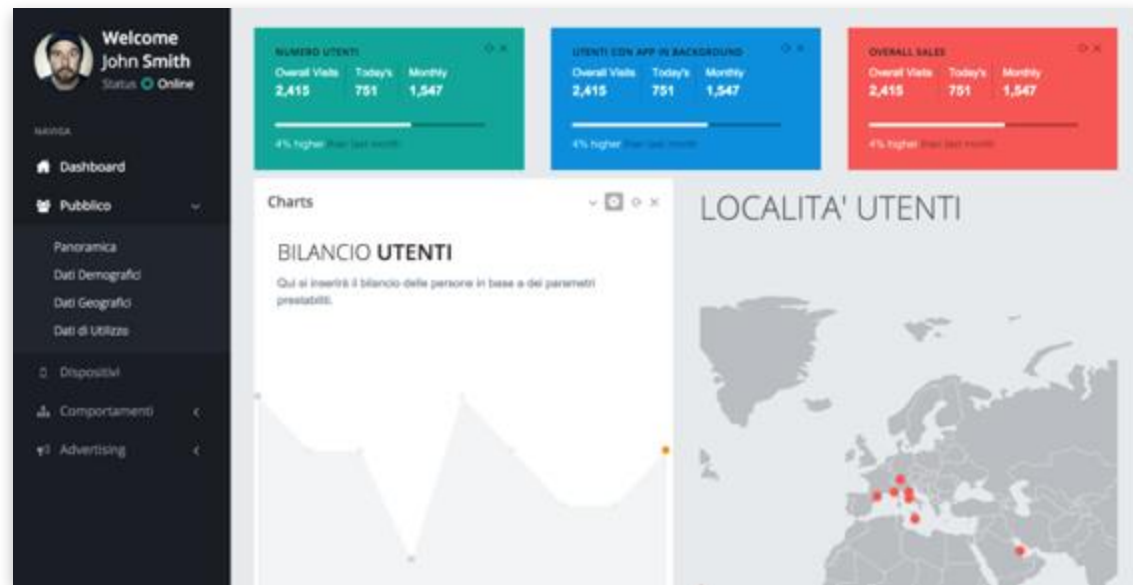 Welcome
John Smith
Status Online
NAVIGA
Dashboard
Pubblico
Panoramica
Dati Demografici
Dati Geografici
Dati di Utilizzo
Dispositivi
Comportamenti
Advertising
NUMERO UTENTI
Overall Visits Today's Monthly
2,415 751 1,547
4% higher than last month
UTENTI CON APP IN BACKGROUND
Overall Visits Today's Monthly
2,415 751 1,547
4% higher than last month
OVERALL SALES
Overall Visits Today's Monthly
2,415 751 1,547
4% higher than last month
Charts
BILANCIO UTENTI
Qui si inserirà il bilancio delle persone in base a dei parametri
prestabiliti.
LOCALITA' UTENTI